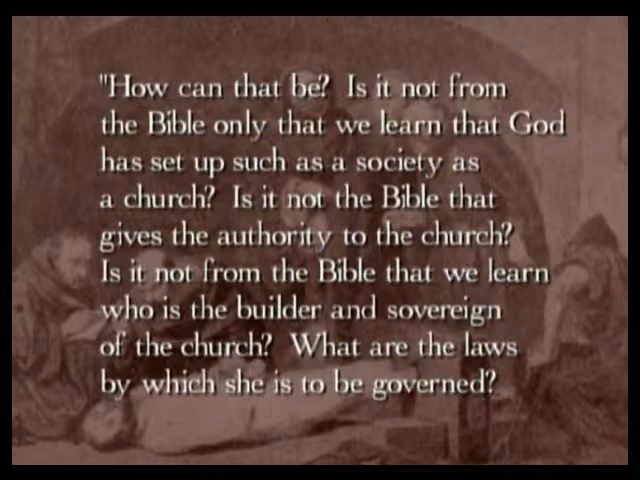 "How can that be? Is it not from
the Bible only that we learn that God
has set up such as a society as
a church? Is it not the Bible that
gives the authority to the church?
Is it not from the Bible that we learn
who is the builder and sovereign
of the church? What are the laws
by which she is to be governed?